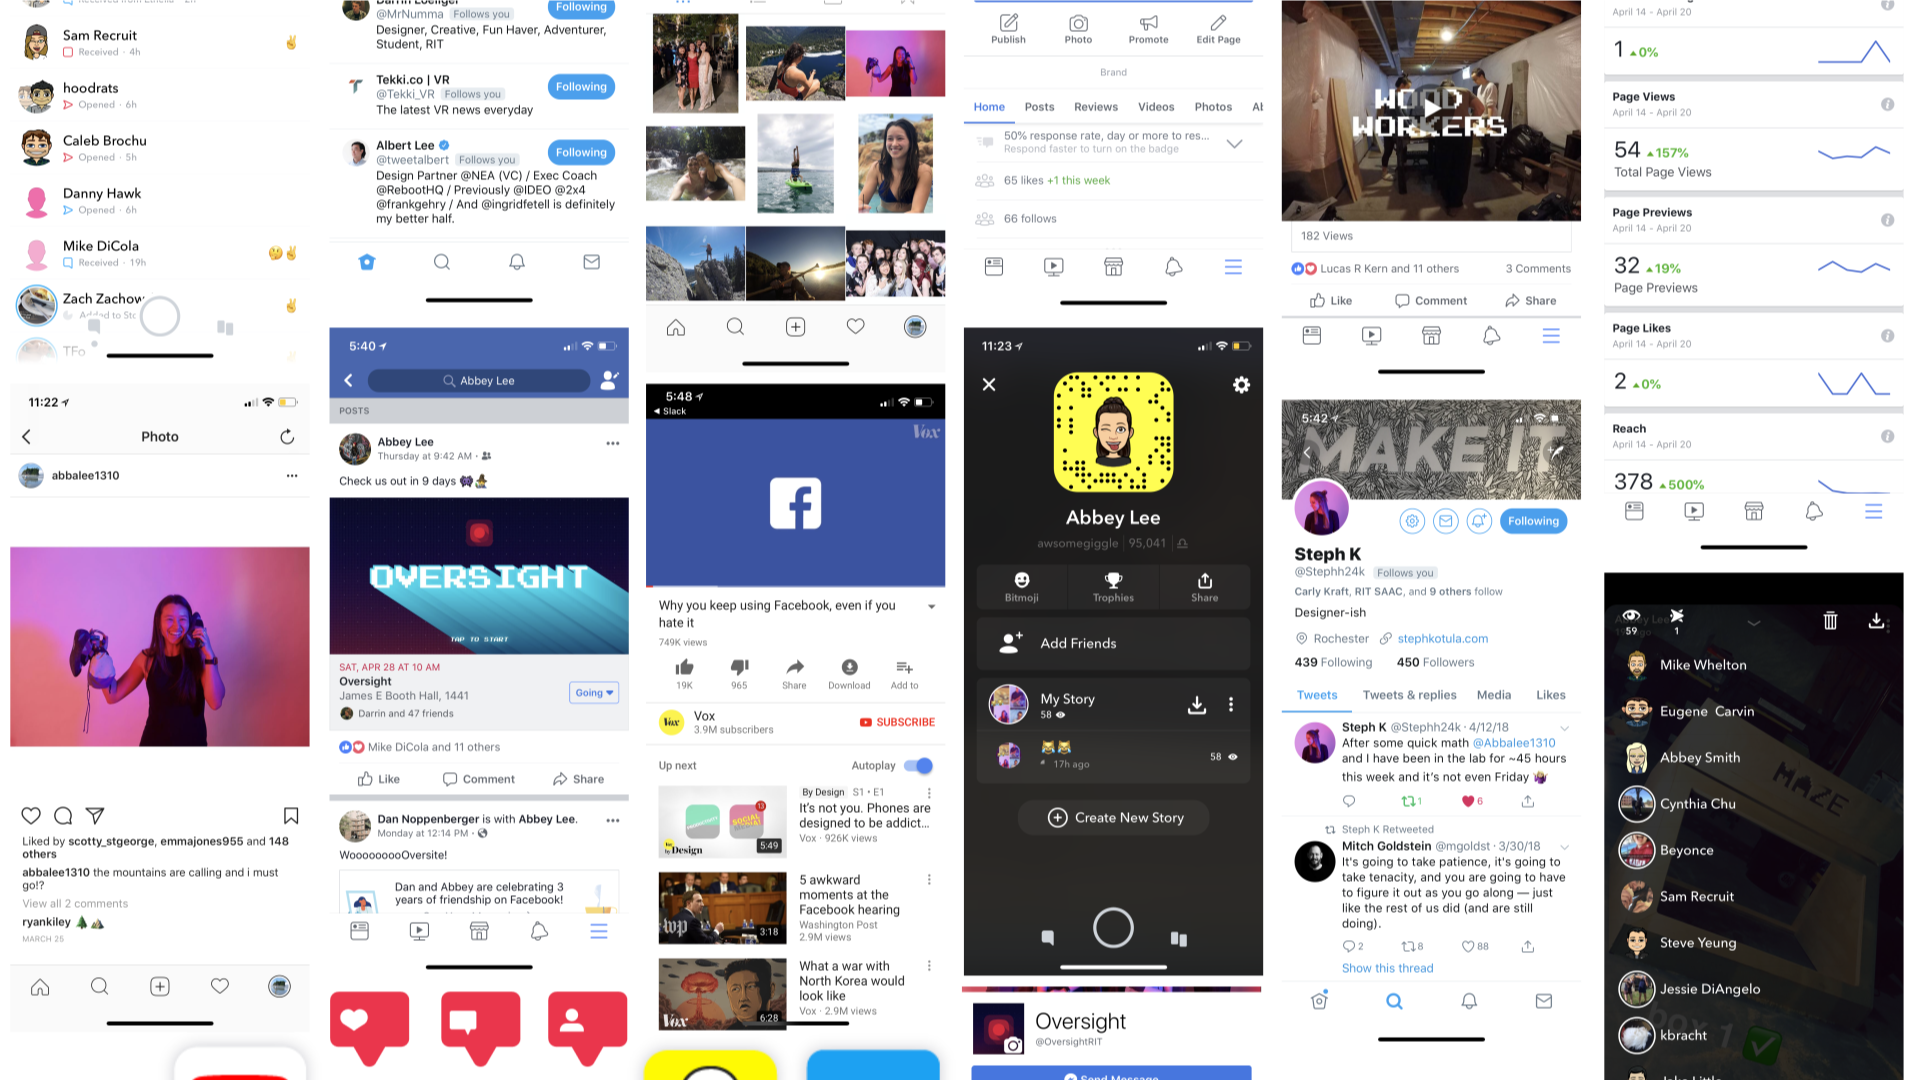 Sam Recruit
Received · 4h
hoodrats
Opened · 6h
Caleb Brochu
Opened · 5h
Danny Hawk
Opened · 6h
Mike DiCola
Received · 19h
Zach Zachow
Added to Sto
TFo
11:22
Photo
abbalee1310
Liked by scotty_stgeorge, emmajones955 and 148
others
abbalee1310 the mountains are calling and i must
go!?
View all 2 comments
ryankiley
MARCH 25
Darrin Loeliger
@MrNumma Follows you
Following
Designer, Creative, Fun Haver, Adventurer,
Student, RIT
Tekki.co | VR
@Tekki_VR Follows you
Following
The latest VR news everyday
Albert Lee
@tweetalbert Follows you
Following
Design Partner @NEA (VC) / Exec Coach
@RebootHQ / Previously @IDEO @2x4
@frankgehry / And @ingridfetell is definitely
my better half.
5:40
Abbey Lee
POSTS
Abbey Lee
Thursday at 9:42 AM ·
Check us out in 9 days
OVERSIGHT
TAP TO START
SAT, APR 28 AT 10 AM
Oversight
James E Booth Hall, 1441
Going
Darrin and 47 friends
Mike DiCola and 11 others
Like Comment Share
Dan Noppenberger is with Abbey Lee.
Monday at 12:14 PM ·
WooooooooOversite!
Dan and Abbey are celebrating 3
years of friendship on Facebook!
5:48
Slack
Vox
Why you keep using Facebook, even if you
hate it
749K views
19K 965 Share Download Add to
Vox
Vox
3.9M subscribers
SUBSCRIBE
Up next
Autoplay
by Design
5:49
By Design S1 · E1
It's not you. Phones are
designed to be addict...
Vox · 926K views
wp
3:18
5 awkward
moments at the
Facebook hearing
Washington Post
2.9M views
Vox
6:28
What a war with
North Korea would
look like
Vox · 2.9M views
Publish Photo Promote Edit Page
Brand
Home Posts Reviews Videos Photos Al
50% response rate, day or more to res...
Respond faster to turn on the badge
65 likes +1 this week
66 follows
11:23
Abbey Lee
awsomegiggle | 95,041 |
Bitmoji Trophies Share
Add Friends
My Story
58
17h ago
58
Create New Story
Oversight
@OversightRIT
Send Message
WOOD
WORKERS
182 Views
Lucas R Kern and 11 others
3 Comments
Like Comment Share
5:42
MAKE IT
Following
Steph K
@Stephh24k Follows you
Carly Kraft, RIT SAAC, and 9 others follow
Designer-ish
Rochester stephkotula.com
439 Following 450 Followers
Tweets Tweets & replies Media Likes
Steph K @Stephh24k · 4/12/18
After some quick math @Abbalee1310
and I have been in the lab for ~45 hours
this week and it's not even Friday
1 6
Steph K Retweeted
Mitch Goldstein @mgoldst · 3/30/18
It's going to take patience, it's going to
take tenacity, and you are going to have
to figure it out as you go along — just
like the rest of us did (and are still
doing).
2 8 88
Show this thread
April 14 - April 20
1 0%
Page Views
April 14 - April 20
54 157%
Total Page Views
Page Previews
April 14 - April 20
32 19%
Page Previews
Page Likes
April 14 - April 20
2 0%
Reach
April 14 - April 20
378 500%
59 1
Mike Whelton
Eugene Carvin
Abbey Smith
MAZE
Cynthia Chu
Beyonce
Sam Recruit
Steve Yeung
Jessie DiAngelo
kbracht